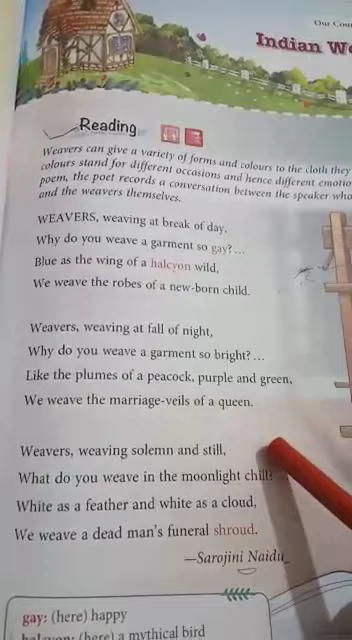 Our Cou
Indian We
Reading
Weavers can give a variety of forms and colours to the cloth they
colours stand for different occasions and hence different emotio
poem, the poet records a conversation between the speaker who
and the weavers themselves.
WEAVERS, weaving at break of day,
Why do you weave a garment so gay? ...
Blue as the wing of a halcyon wild,
We weave the robes of a new-born child.
Weavers, weaving at fall of night,
Why do you weave a garment so bright? ...
Like the plumes of a peacock, purple and green,
We weave the marriage-veils of a queen.
Weavers, weaving solemn and still,
What do you weave in the moonlight chill?
White as a feather and white as a cloud,
We weave a dead man's funeral shroud.
—Sarojini Naidu
gay: (here) happy
halcyon: (here) a mythical bird